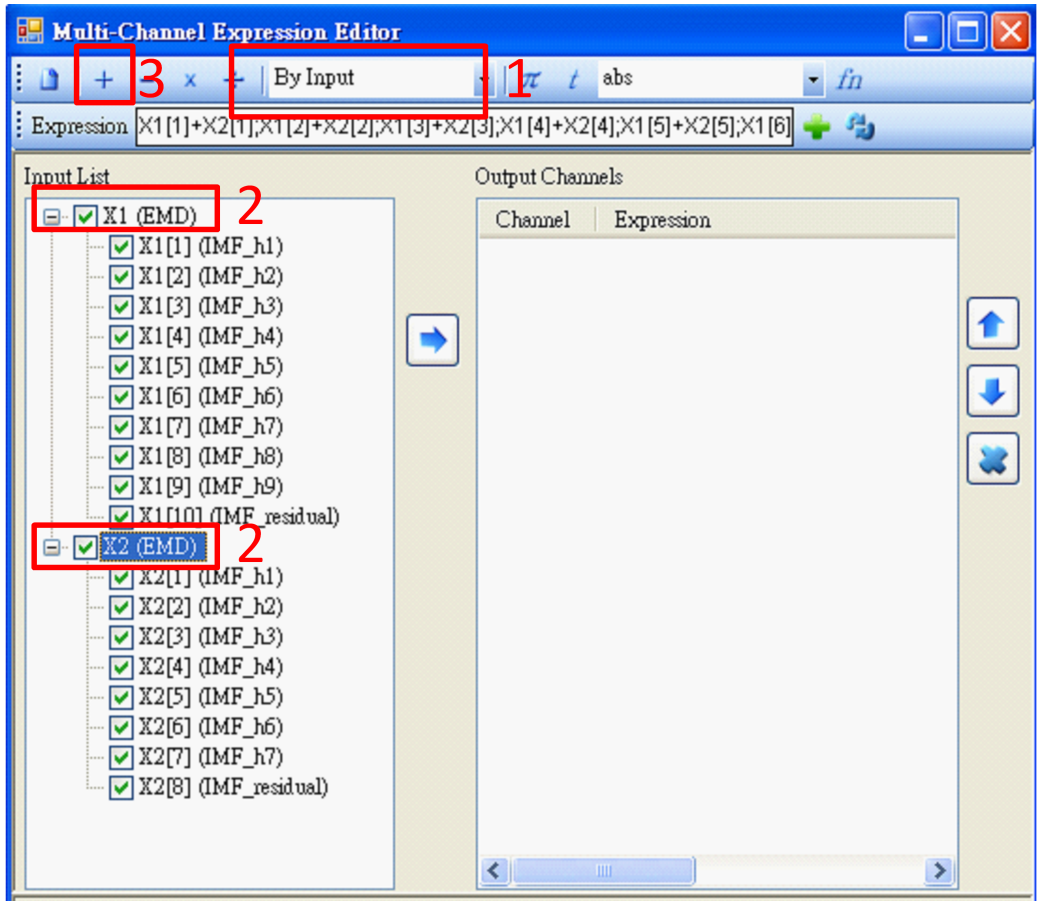 Multi-Channel Expression Editor
+ 3 - x ÷ By Input 1 π t abs fn
Expression X1[1]+X2[1];X1[2]+X2[2];X1[3]+X2[3];X1[4]+X2[4];X1[5]+X2[5];X1[6]
Input List
Output Channels
X1 (EMD) 2
Channel Expression
X1[1] (IMF_h1)
X1[2] (IMF_h2)
X1[3] (IMF_h3)
X1[4] (IMF_h4)
X1[5] (IMF_h5)
X1[6] (IMF_h6)
X1[7] (IMF_h7)
X1[8] (IMF_h8)
X1[9] (IMF_h9)
X1[10] (IMF_residual)
X2 (EMD) 2
X2[1] (IMF_h1)
X2[2] (IMF_h2)
X2[3] (IMF_h3)
X2[4] (IMF_h4)
X2[5] (IMF_h5)
X2[6] (IMF_h6)
X2[7] (IMF_h7)
X2[8] (IMF_residual)